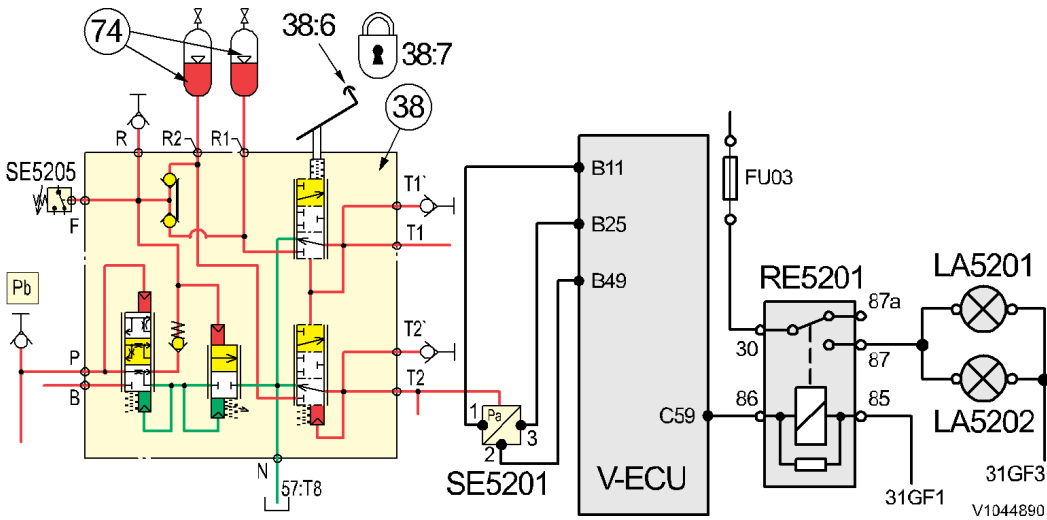 74
38:6
38:7
38
R
R2
R1
SE5205
F
T1`
T1
Pb
P
B
T2`
T2
N
57:T8
Pa
1
2
3
SE5201
B11
B25
B49
C59
V-ECU
FU03
RE5201
87a
30
87
86
85
LA5201
LA5202
31GF1
31GF3
V1044890